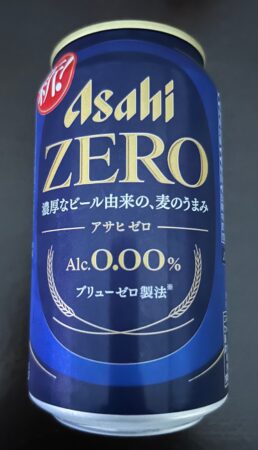 Asahi
ZERO
濃厚なビール由来の、麦のうまみ
アサヒ ゼロ
Alc.0.00%
ブリューゼロ製法※